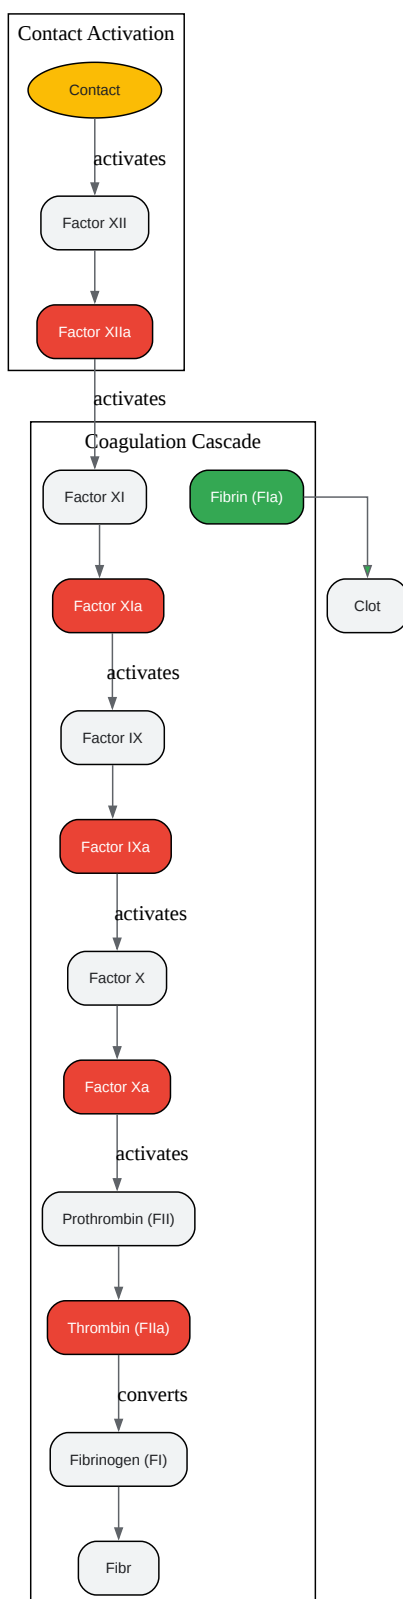 Contact Activation
Contact
activates
Factor XII
Factor XIIa
activates
Coagulation Cascade
Factor XI
Fibrin (FIa)
Factor XIa
Clot
activates
Factor IX
Factor IXa
activates
Factor X
Factor Xa
activates
Prothrombin (FII)
Thrombin (FIIa)
converts
Fibrinogen (FI)
Fibr